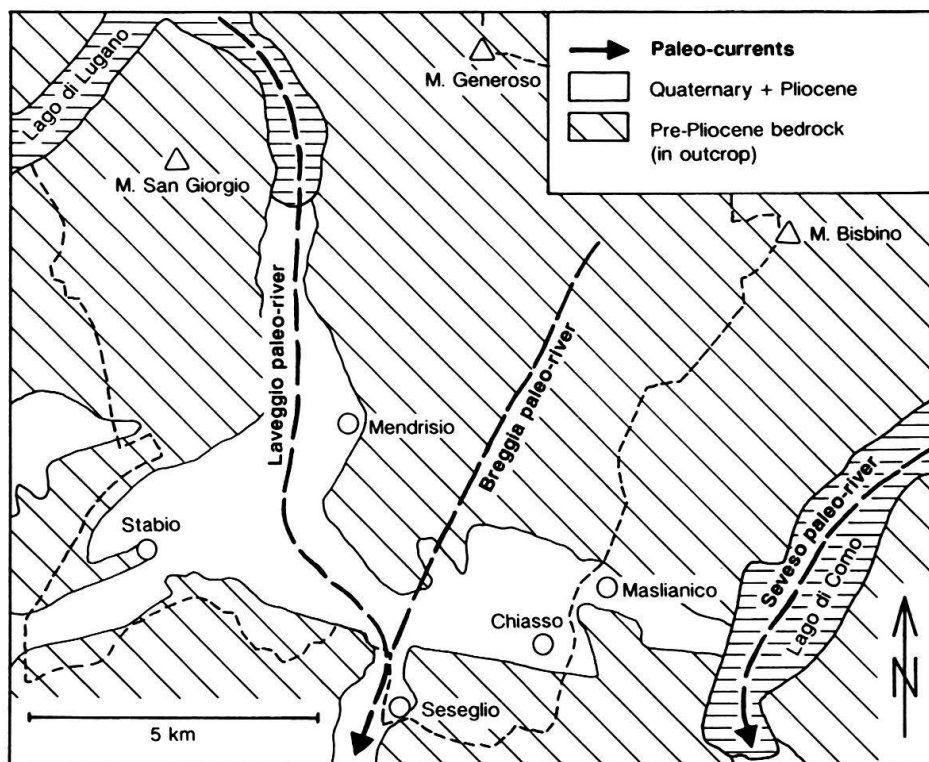 Paleo-currents
Quaternary + Pliocene
Pre-Pliocene bedrock
(in outcrop)
Lago di Lugano
M. Generoso
M. San Giorgio
M. Bisbino
Laveggio paleo-river
Breggia paleo-river
Mendrisio
Seveso paleo-river
Lago di Como
Stabio
Maslianico
Chiasso
Seseglio
N
5 km